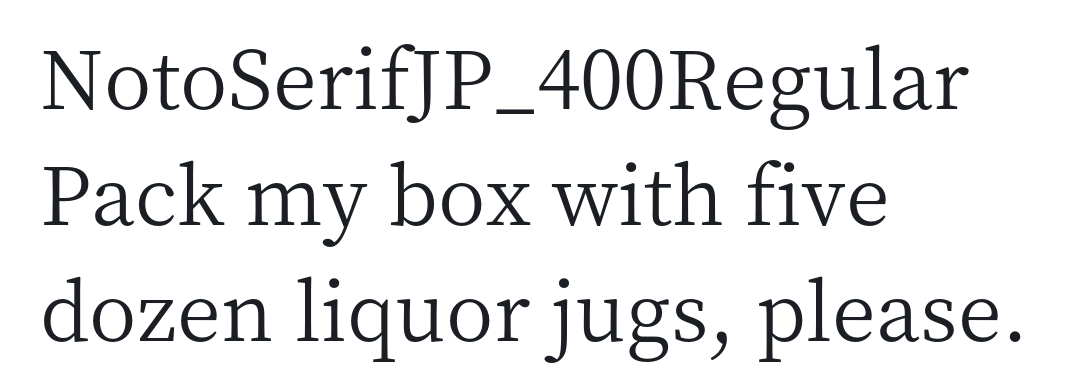 NotoSerifJP_400Regular
Pack my box with five
dozen liquor jugs, please.